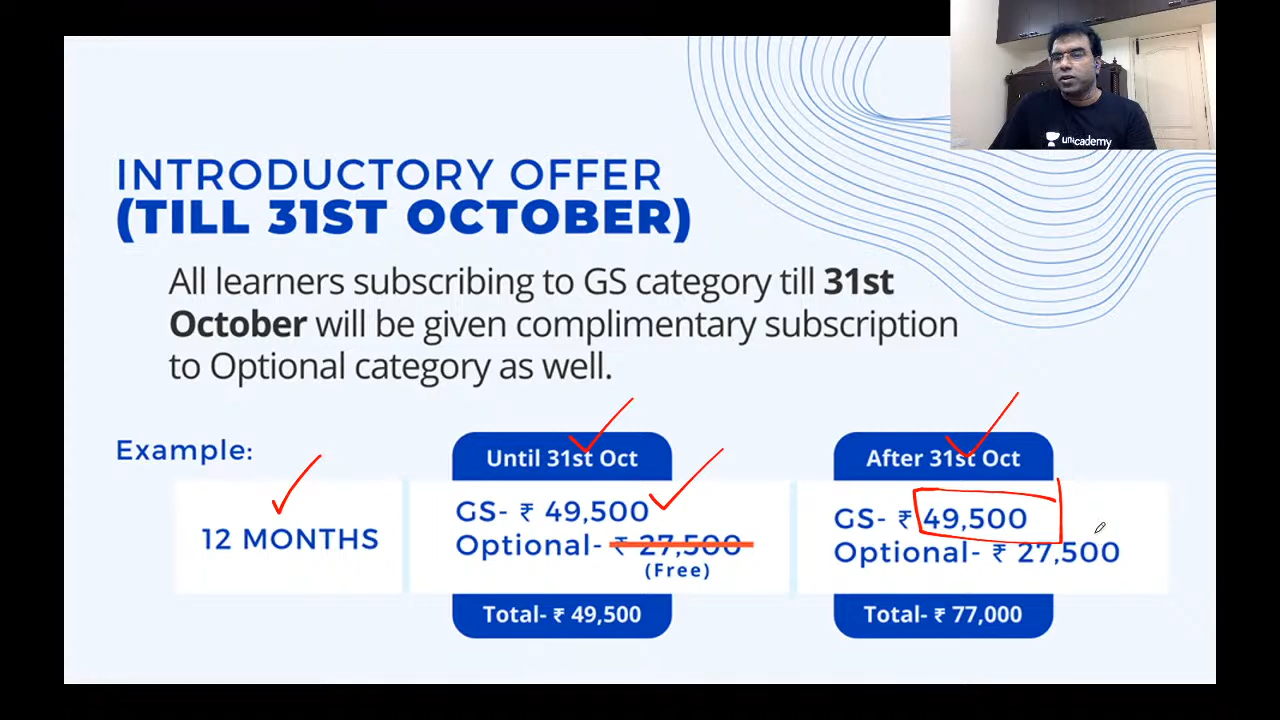 unacademy
INTRODUCTORY OFFER
(TILL 31ST OCTOBER)
All learners subscribing to GS category till 31st
October will be given complimentary subscription
to Optional category as well.
Example:
12 MONTHS
Until 31st Oct
GS- ₹ 49,500
Optional- ₹ 27,500
(Free)
Total- ₹ 49,500
After 31st Oct
GS- ₹ 49,500
Optional- ₹ 27,500
Total- ₹ 77,000